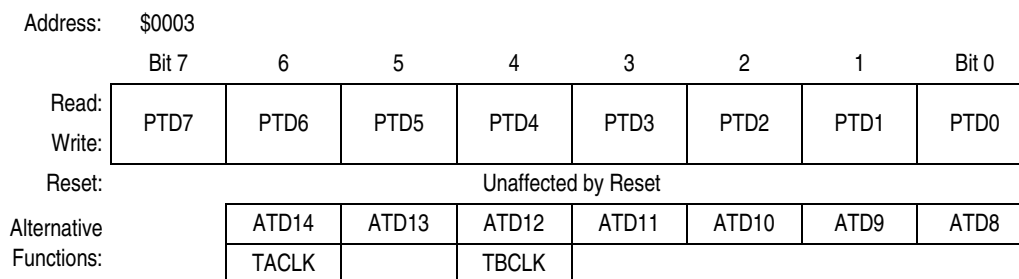 Address: $0003
Bit 7 6 5 4 3 2 1 Bit 0
Read:
Write:
PTD7 PTD6 PTD5 PTD4 PTD3 PTD2 PTD1 PTD0
Reset: Unaffected by Reset
Alternative
Functions:
ATD14 ATD13 ATD12 ATD11 ATD10 ATD9 ATD8
TACLK TBCLK